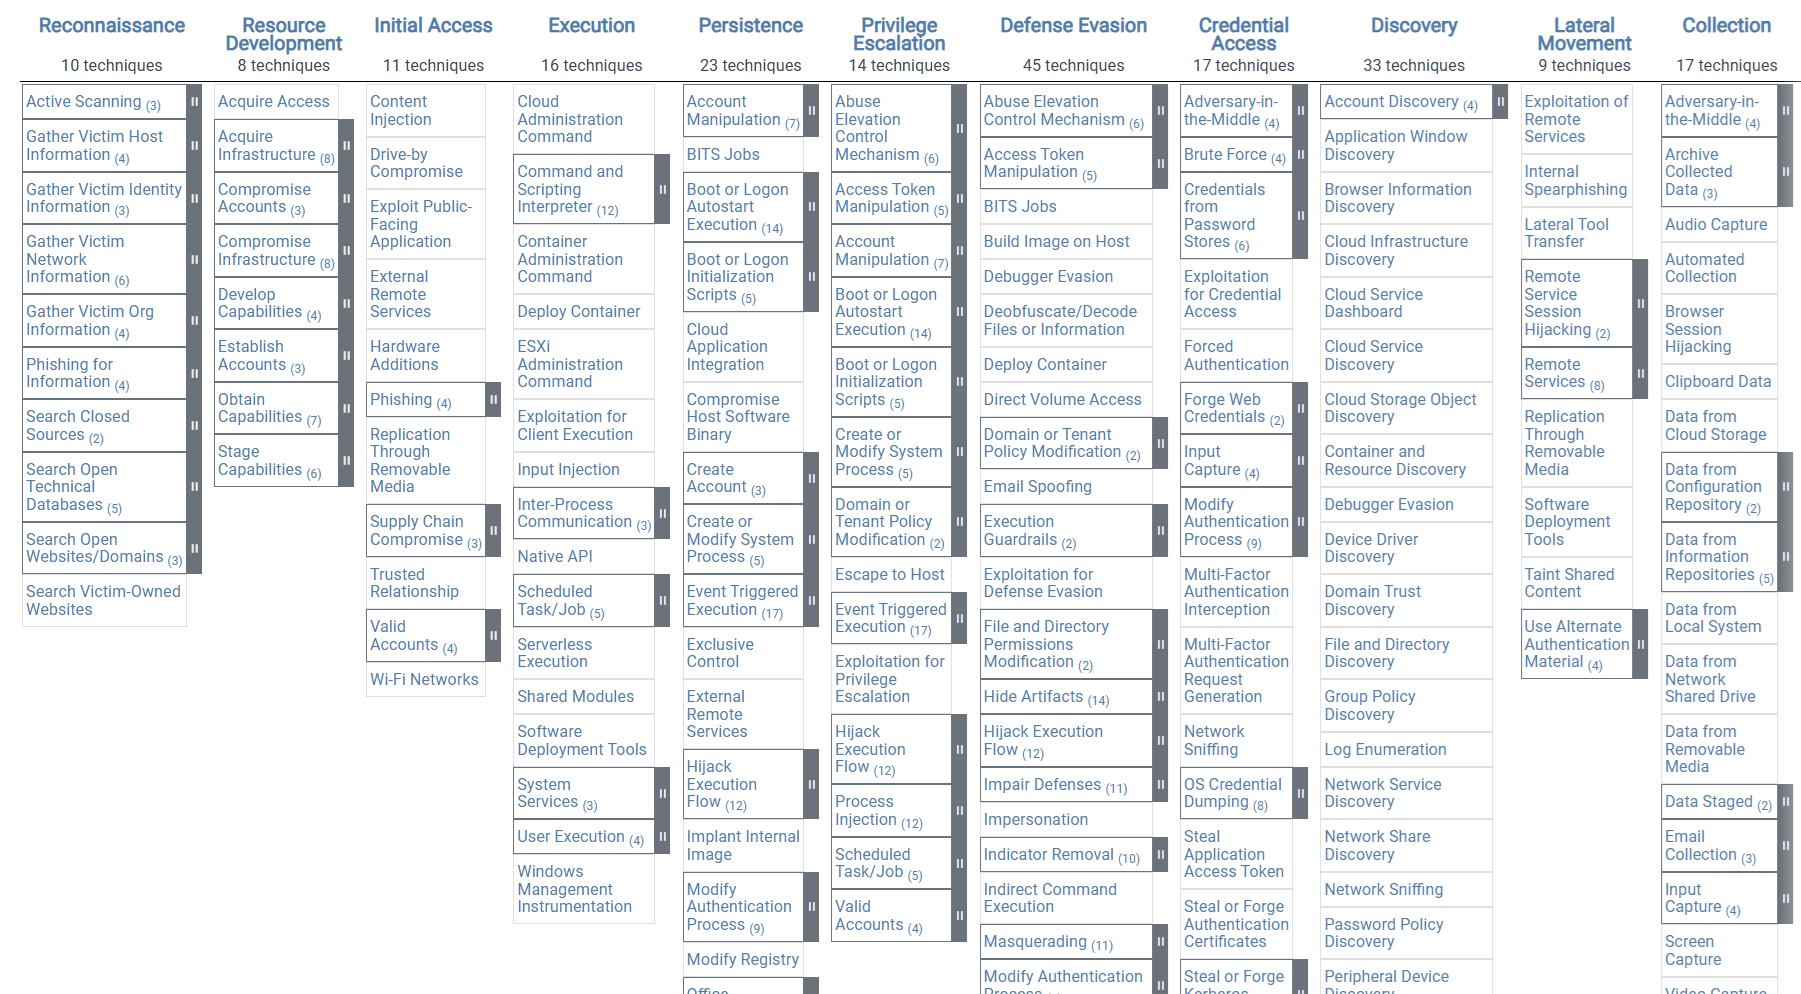 Reconnaissance
10 techniques
Active Scanning (3)
Gather Victim Host
Information (4)
Gather Victim Identity
Information (3)
Gather Victim
Network
Information (6)
Gather Victim Org
Information (4)
Phishing for
Information (4)
Search Closed
Sources (2)
Search Open
Technical
Databases (5)
Search Open
Websites/Domains (3)
Search Victim-Owned
Websites
Resource
Development
8 techniques
Acquire Access
Acquire
Infrastructure (8)
Compromise
Accounts (3)
Compromise
Infrastructure (8)
Develop
Capabilities (4)
Establish
Accounts (3)
Obtain
Capabilities (7)
Stage
Capabilities (6)
Initial Access
11 techniques
Content
Injection
Drive-by
Compromise
Exploit Public-
Facing
Application
External
Remote
Services
Hardware
Additions
Phishing (4)
Replication
Through
Removable
Media
Supply Chain
Compromise (3)
Trusted
Relationship
Valid
Accounts (4)
Wi-Fi Networks
Execution
16 techniques
Cloud
Administration
Command
Command and
Scripting
Interpreter (12)
Container
Administration
Command
Deploy Container
ESXi
Administration
Command
Exploitation for
Client Execution
Input Injection
Inter-Process
Communication (3)
Native API
Scheduled
Task/Job (5)
Serverless
Execution
Shared Modules
Software
Deployment Tools
System
Services (3)
User Execution (4)
Windows
Management
Instrumentation
Persistence
23 techniques
Account
Manipulation (7)
BITS Jobs
Boot or Logon
Autostart
Execution (14)
Boot or Logon
Initialization
Scripts (5)
Cloud
Application
Integration
Compromise
Host Software
Binary
Create
Account (3)
Create or
Modify System
Process (5)
Event Triggered
Execution (17)
Exclusive
Control
External
Remote
Services
Hijack
Execution
Flow (12)
Implant Internal
Image
Modify
Authentication
Process (9)
Modify Registry
Office
Privilege
Escalation
14 techniques
Abuse
Elevation
Control
Mechanism (6)
Access Token
Manipulation (5)
Account
Manipulation (7)
Boot or Logon
Autostart
Execution (14)
Boot or Logon
Initialization
Scripts (5)
Create or
Modify System
Process (5)
Domain or
Tenant Policy
Modification (2)
Escape to Host
Event Triggered
Execution (17)
Exploitation for
Privilege
Escalation
Hijack
Execution
Flow (12)
Process
Injection (12)
Scheduled
Task/Job (5)
Valid
Accounts (4)
Defense Evasion
45 techniques
Abuse Elevation
Control Mechanism (6)
Access Token
Manipulation (5)
BITS Jobs
Build Image on Host
Debugger Evasion
Deobfuscate/Decode
Files or Information
Deploy Container
Direct Volume Access
Domain or Tenant
Policy Modification (2)
Email Spoofing
Execution
Guardrails (2)
Exploitation for
Defense Evasion
File and Directory
Permissions
Modification (2)
Hide Artifacts (14)
Hijack Execution
Flow (12)
Impair Defenses (11)
Impersonation
Indicator Removal (10)
Indirect Command
Execution
Masquerading (11)
Modify Authentication
Process
Credential
Access
17 techniques
Adversary-in-
the-Middle (4)
Brute Force (4)
Credentials
from
Password
Stores (6)
Exploitation
for Credential
Access
Forced
Authentication
Forge Web
Credentials (2)
Input
Capture (4)
Modify
Authentication
Process (9)
Multi-Factor
Authentication
Interception
Multi-Factor
Authentication
Request
Generation
Network
Sniffing
OS Credential
Dumping (8)
Steal
Application
Access Token
Steal or Forge
Authentication
Certificates
Steal or Forge
Kerberos
Discovery
33 techniques
Account Discovery (4)
Application Window
Discovery
Browser Information
Discovery
Cloud Infrastructure
Discovery
Cloud Service
Dashboard
Cloud Service
Discovery
Cloud Storage Object
Discovery
Container and
Resource Discovery
Debugger Evasion
Device Driver
Discovery
Domain Trust
Discovery
File and Directory
Discovery
Group Policy
Discovery
Log Enumeration
Network Service
Discovery
Network Share
Discovery
Network Sniffing
Password Policy
Discovery
Peripheral Device
Discovery
Lateral
Movement
9 techniques
Exploitation of
Remote
Services
Internal
Spearphishing
Lateral Tool
Transfer
Remote
Service
Session
Hijacking (2)
Remote
Services (8)
Replication
Through
Removable
Media
Software
Deployment
Tools
Taint Shared
Content
Use Alternate
Authentication
Material (4)
Collection
17 techniques
Adversary-in-
the-Middle (4)
Archive
Collected
Data (3)
Audio Capture
Automated
Collection
Browser
Session
Hijacking
Clipboard Data
Data from
Cloud Storage
Data from
Configuration
Repository (2)
Data from
Information
Repositories (5)
Data from
Local System
Data from
Network
Shared Drive
Data from
Removable
Media
Data Staged (2)
Email
Collection (3)
Input
Capture (4)
Screen
Capture
Video Capture